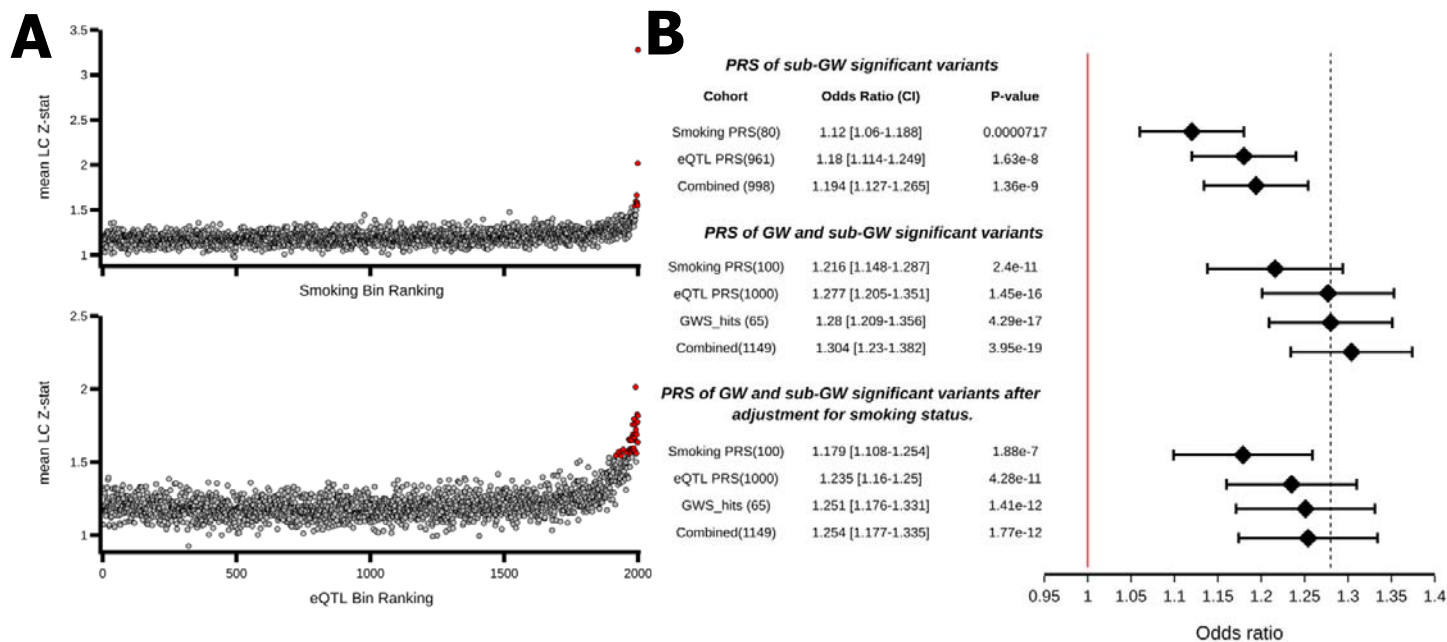 A
3.5
3
2.5
2
1.5
1
mean LC Z-stat
Smoking Bin Ranking
2.5
2
1.5
1
mean LC Z-stat
0 500 1000 1500 2000
eQTL Bin Ranking
B
PRS of sub-GW significant variants
Cohort Odds Ratio (CI) P-value
Smoking PRS(80) 1.12 [1.06-1.188] 0.0000717
eQTL PRS(961) 1.18 [1.114-1.249] 1.63e-8
Combined (998) 1.194 [1.127-1.265] 1.36e-9
PRS of GW and sub-GW significant variants
Smoking PRS(100) 1.216 [1.148-1.287] 2.4e-11
eQTL PRS(1000) 1.277 [1.205-1.351] 1.45e-16
GWS_hits (65) 1.28 [1.209-1.356] 4.29e-17
Combined(1149) 1.304 [1.23-1.382] 3.95e-19
PRS of GW and sub-GW significant variants after
adjustment for smoking status.
Smoking PRS(100) 1.179 [1.108-1.254] 1.88e-7
eQTL PRS(1000) 1.235 [1.16-1.25] 4.28e-11
GWS_hits (65) 1.251 [1.176-1.331] 1.41e-12
Combined(1149) 1.254 [1.177-1.335] 1.77e-12
0.95 1 1.05 1.15 1.2 1.25 1.3 1.35 1.4
Odds ratio